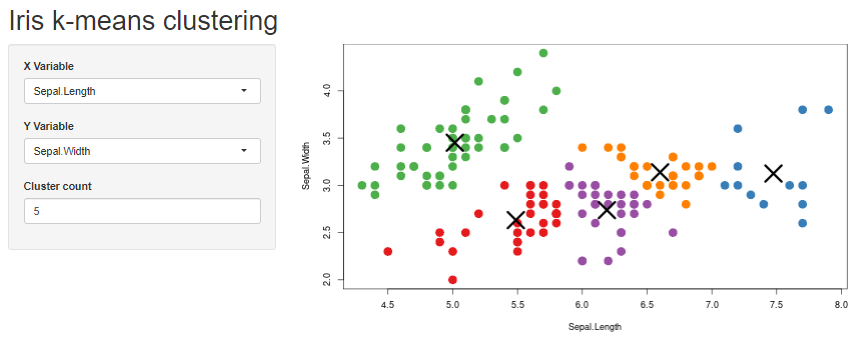 Iris k-means clustering
X Variable
Sepal.Length
Y Variable
Sepal.Width
Cluster count
5
Sepal.Width
4.0
3.5
3.0
2.5
2.0
4.5 5.0 5.5 6.0 6.5 7.0 7.5 8.0
Sepal.Length